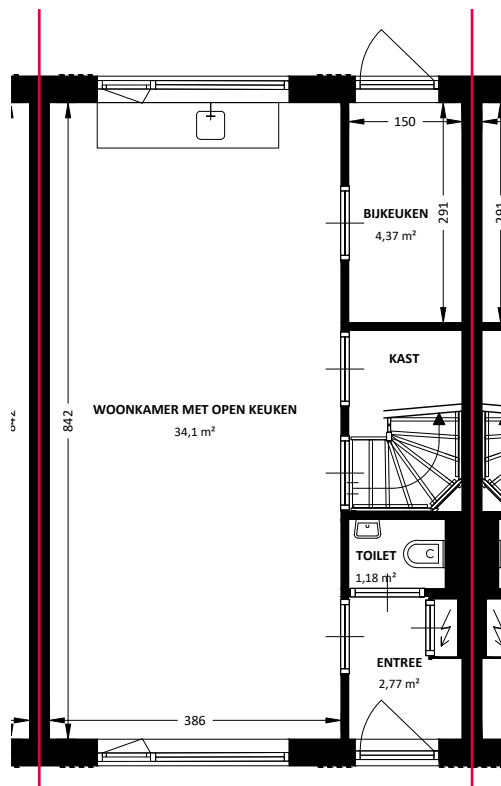 150
BIJKEUKEN
4,37 m²
291
291
KAST
842
842
WOONKAMER MET OPEN KEUKEN
34,1 m²
TOILET
1,18 m²
ENTREE
2,77 m²
386